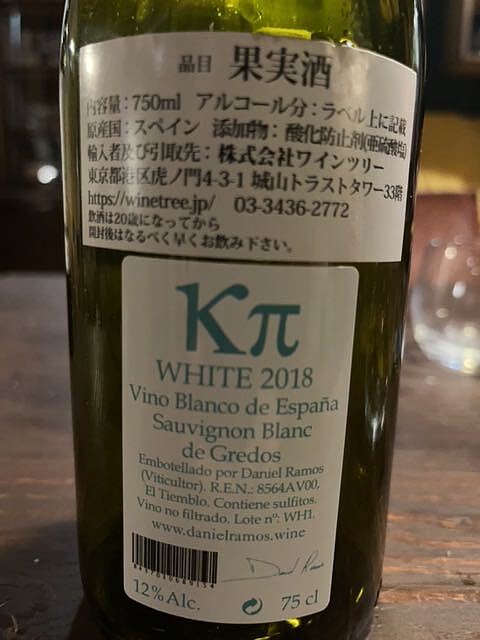 品目 果実酒
内容量：750ml アルコール分：ラベル上に記載
原産国：スペイン 添加物：酸化防止剤(亜硫酸塩)
輸入者及び引取先：株式会社ワインツリー
東京都港区虎ノ門4-3-1 城山トラストタワー33階
https://winetree.jp/ 03-3436-2772
飲酒は20歳になってから
開封後はなるべく早くお飲み下さい。
Kπ
WHITE 2018
Vino Blanco de España
Sauvignon Blanc
de Gredos
Embotellado por Daniel Ramos
(Viticultor). R.E.N.: 8564AV00,
El Tiemblo. Contiene sulfitos.
Vino no filtrado. Lote nº: WH1.
www.danielramos.wine
12% Alc. 75 cl